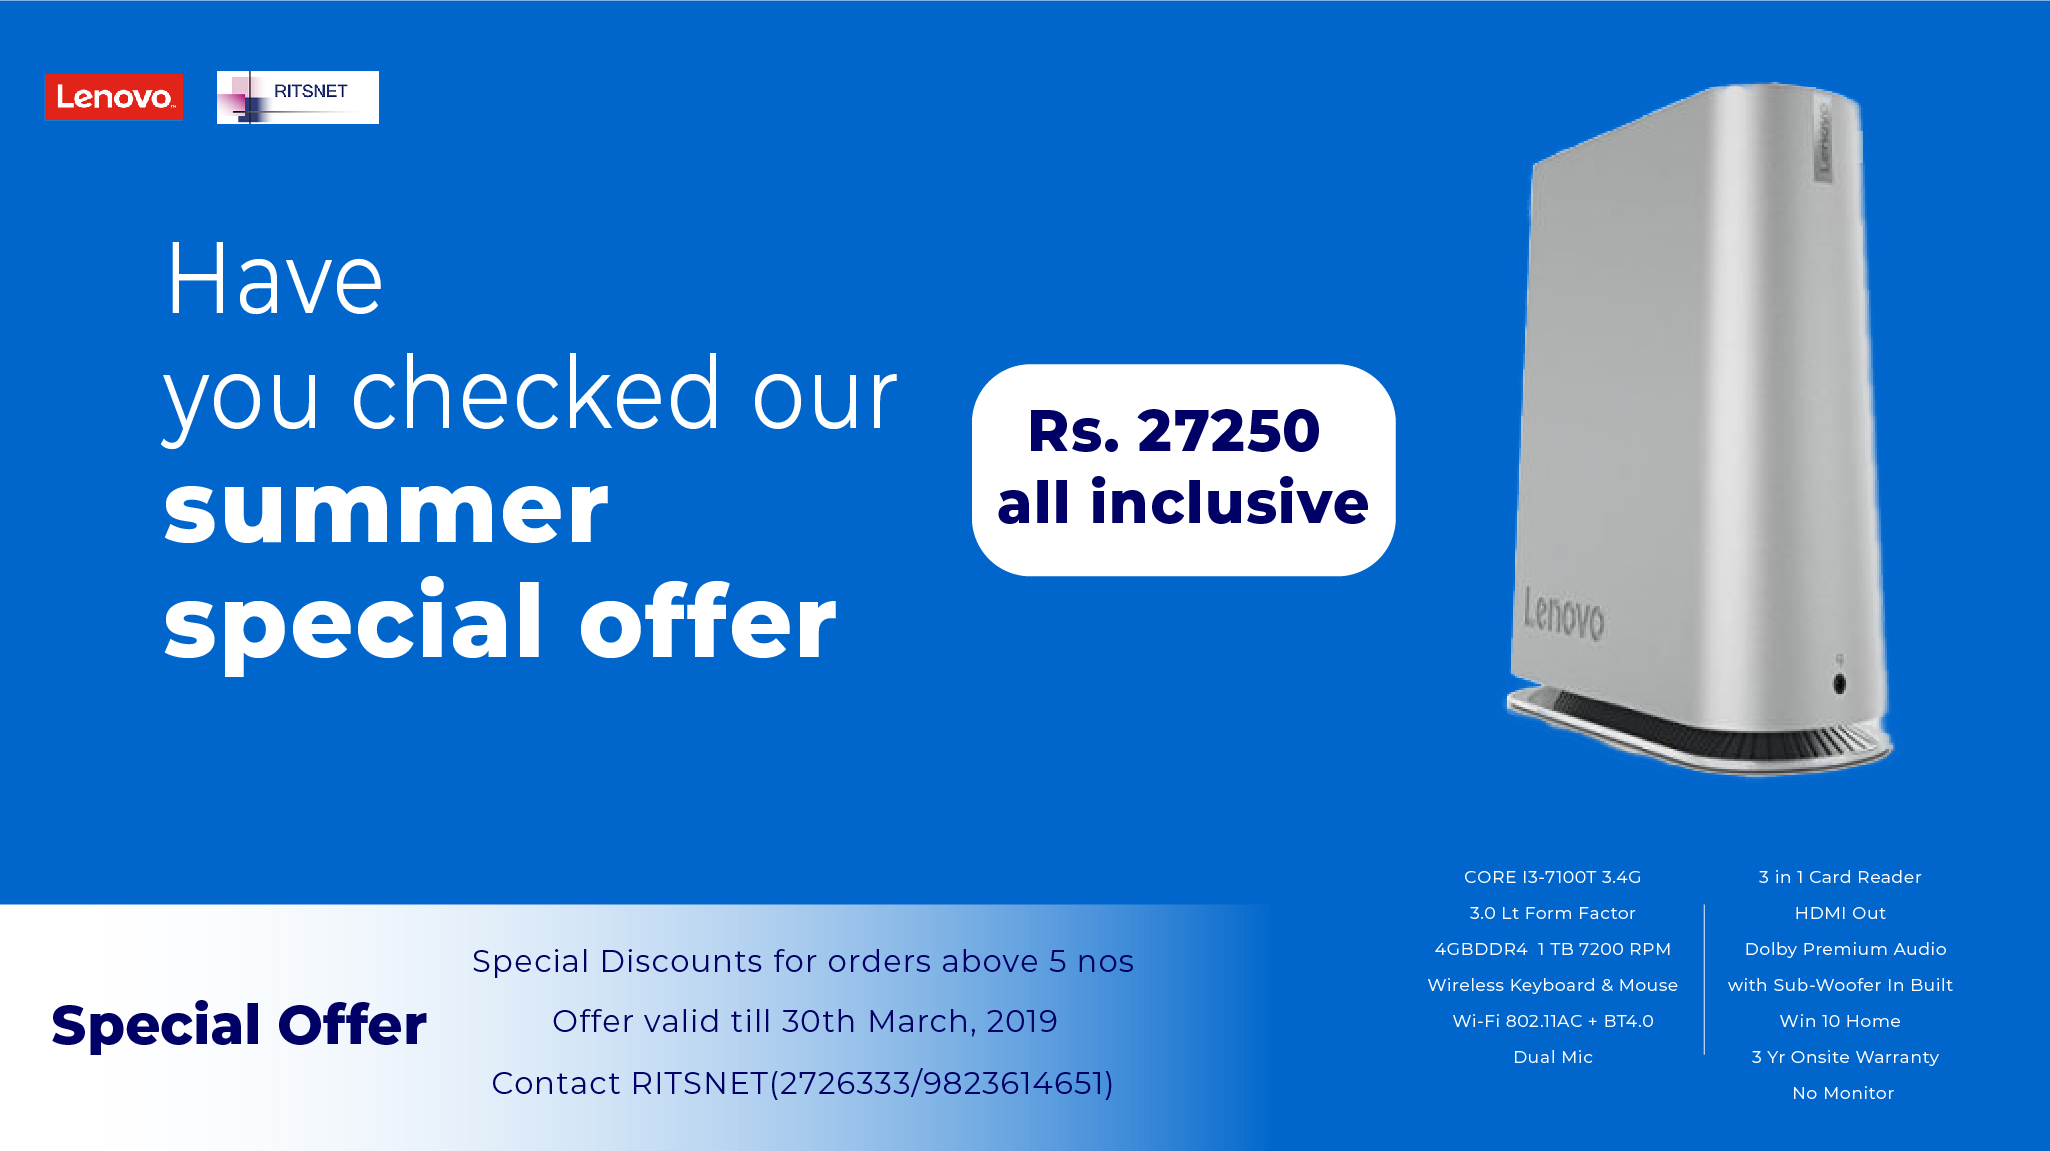 Lenovo™
RITSNET
Have
you checked our
summer
special offer
Rs. 27250
all inclusive
Lenovo
Lenovo
CORE I3-7100T 3.4G
3.0 Lt Form Factor
4GBDDR4  1 TB 7200 RPM
Wireless Keyboard & Mouse
Wi-Fi 802.11AC + BT4.0
Dual Mic
3 in 1 Card Reader
HDMI Out
Dolby Premium Audio
with Sub-Woofer In Built
Win 10 Home
3 Yr Onsite Warranty
No Monitor
Special Offer
Special Discounts for orders above 5 nos
Offer valid till 30th March, 2019
Contact RITSNET(2726333/9823614651)